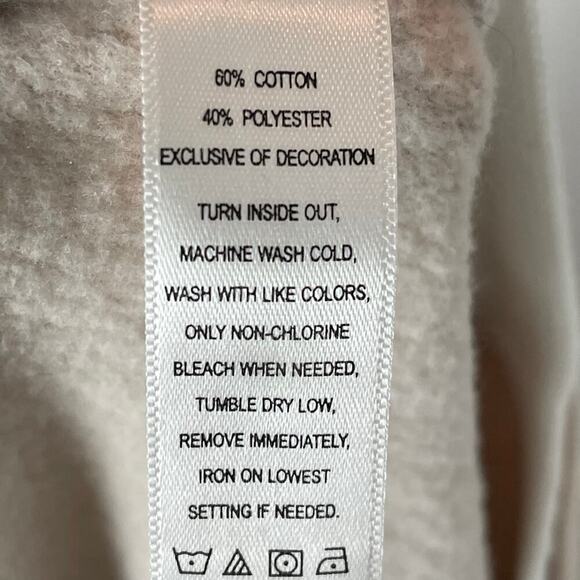 60% COTTON
40% POLYESTER
EXCLUSIVE OF DECORATION
TURN INSIDE OUT,
MACHINE WASH COLD,
WASH WITH LIKE COLORS,
ONLY NON-CHLORINE
BLEACH WHEN NEEDED,
TUMBLE DRY LOW,
REMOVE IMMEDIATELY,
IRON ON LOWEST
SETTING IF NEEDED.